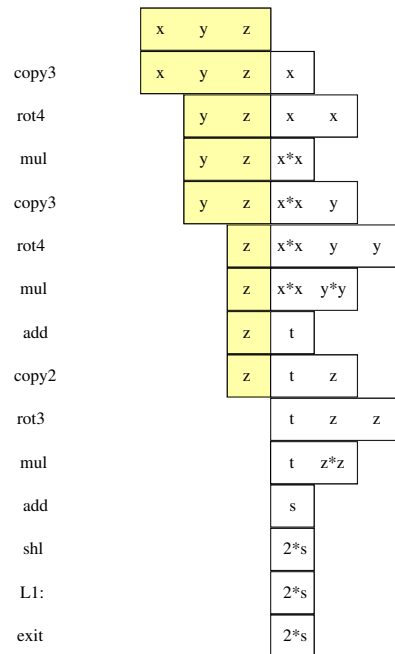 x y z
copy3 x y z x
rot4 y z x x
mul y z x*x
copy3 y z x*x y
rot4 z x*x y y
mul z x*x y*y
add z t
copy2 z t z
rot3 t z z
mul t z*z
add s
shl 2*s
L1: 2*s
exit 2*s